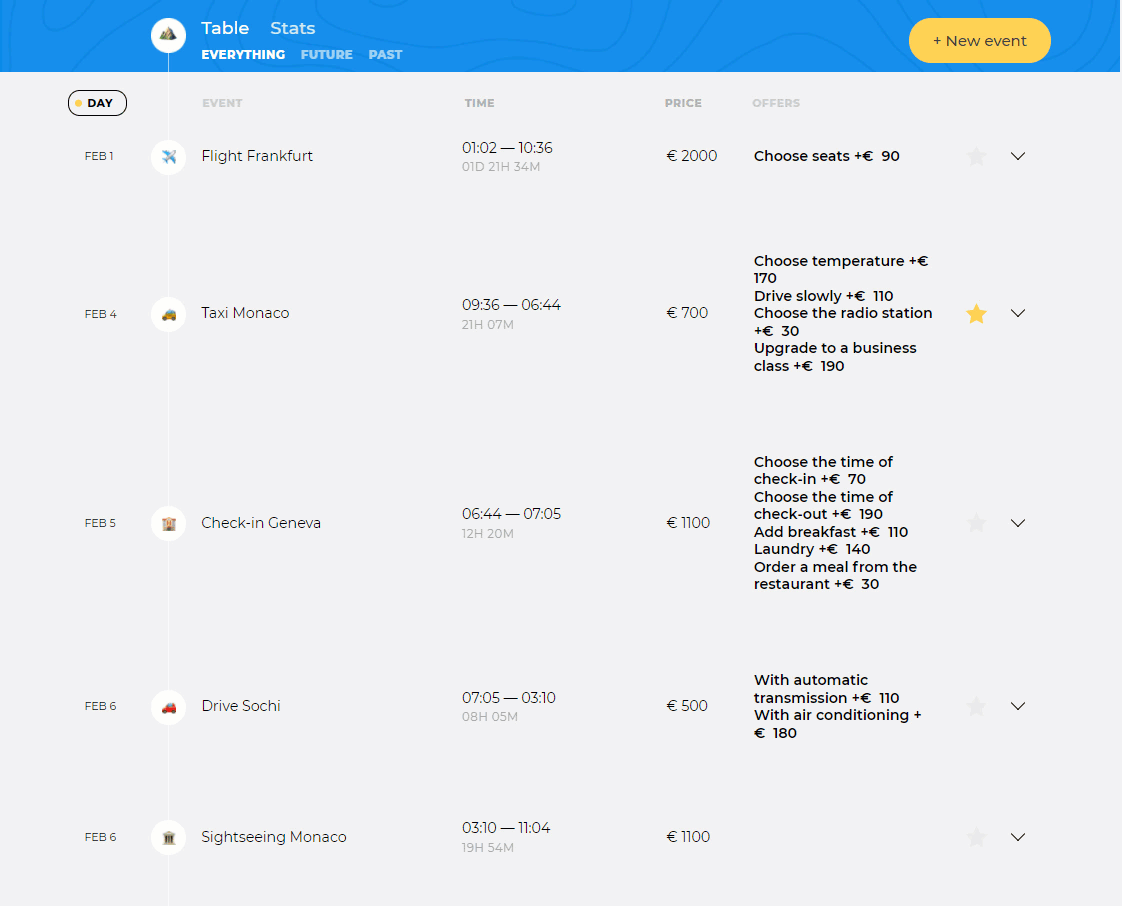 Table Stats
+ New event
EVERYTHING FUTURE PAST
DAY EVENT TIME PRICE OFFERS
FEB 1 Flight Frankfurt 01:02 — 10:36 € 2000 Choose seats +€ 90
01D 21H 34M
Choose temperature +€
170
Drive slowly +€ 110
FEB 4 Taxi Monaco 09:36 — 06:44 € 700 Choose the radio station
21H 07M +€ 30
Upgrade to a business
class +€ 190
Choose the time of
check-in +€ 70
Choose the time of
FEB 5 Check-in Geneva 06:44 — 07:05 € 1100 check-out +€ 190
12H 20M Add breakfast +€ 110
Laundry +€ 140
Order a meal from the
restaurant +€ 30
With automatic
FEB 6 Drive Sochi 07:05 — 03:10 € 500 transmission +€ 110
08H 05M With air conditioning +
€ 180
FEB 6 Sightseeing Monaco 03:10 — 11:04 € 1100
19H 54M